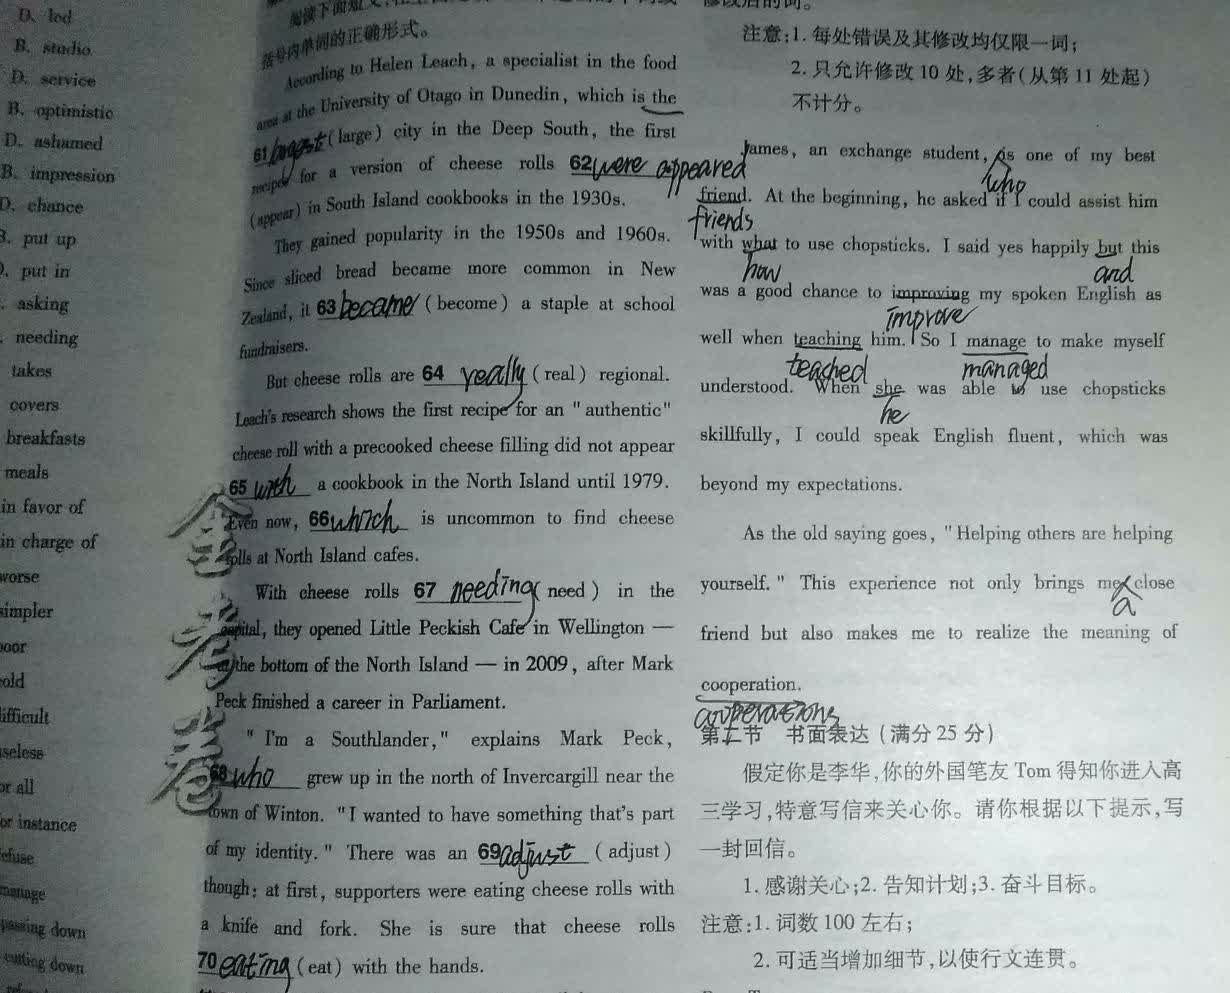 D. led
B. studio
D. service
B. optimistic
D. ashamed
B. impression
D. chance
B. put up
D. put in
. asking
. needing
takes
covers
breakfasts
meals
in favor of
in charge of
worse
simpler
poor
old
difficult
useless
or all
or instance
refuse
manage
passing down
cutting down
括号内单词的正确形式。
According to Helen Leach, a specialist in the food
area at the University of Otago in Dunedin, which is the
61 largest (large) city in the Deep South, the first
recipe for a version of cheese rolls 62 were appeared
(appear) in South Island cookbooks in the 1930s.
They gained popularity in the 1950s and 1960s.
Since sliced bread became more common in New
Zealand, it 63 became (become) a staple at school
fundraisers.
But cheese rolls are 64 really (real) regional.
Leach's research shows the first recipe for an "authentic"
cheese roll with a precooked cheese filling did not appear
65 with a cookbook in the North Island until 1979.
Even now, 66 which is uncommon to find cheese
rolls at North Island cafes.
With cheese rolls 67 needing (need) in the
capital, they opened Little Peckish Cafe in Wellington —
at the bottom of the North Island — in 2009, after Mark
Peck finished a career in Parliament.
"I'm a Southlander," explains Mark Peck,
68 who grew up in the north of Invercargill near the
town of Winton. "I wanted to have something that's part
of my identity." There was an 69 adjust (adjust)
though: at first, supporters were eating cheese rolls with
a knife and fork. She is sure that cheese rolls
70 eating (eat) with the hands.
金考卷
修改后的词。
注意:1. 每处错误及其修改均仅限一词;
2. 只允许修改 10 处,多者(从第 11 处起)
不计分。
James, an exchange student, is one of my best
who
friend. At the beginning, he asked if I could assist him
friends
with what to use chopsticks. I said yes happily but this
how and
was a good chance to improving my spoken English as
improve
well when teaching him. So I manage to make myself
teached managed
understood. When she was able to use chopsticks
he
skillfully, I could speak English fluent, which was
beyond my expectations.
As the old saying goes, "Helping others are helping
yourself." This experience not only brings me close
a
friend but also makes me to realize the meaning of
cooperation.
cooperations
第二节 书面表达(满分 25 分)
假定你是李华,你的外国笔友 Tom 得知你进入高
三学习,特意写信来关心你。请你根据以下提示,写
一封回信。
1. 感谢关心;2. 告知计划;3. 奋斗目标。
注意:1. 词数 100 左右;
2. 可适当增加细节,以使行文连贯。